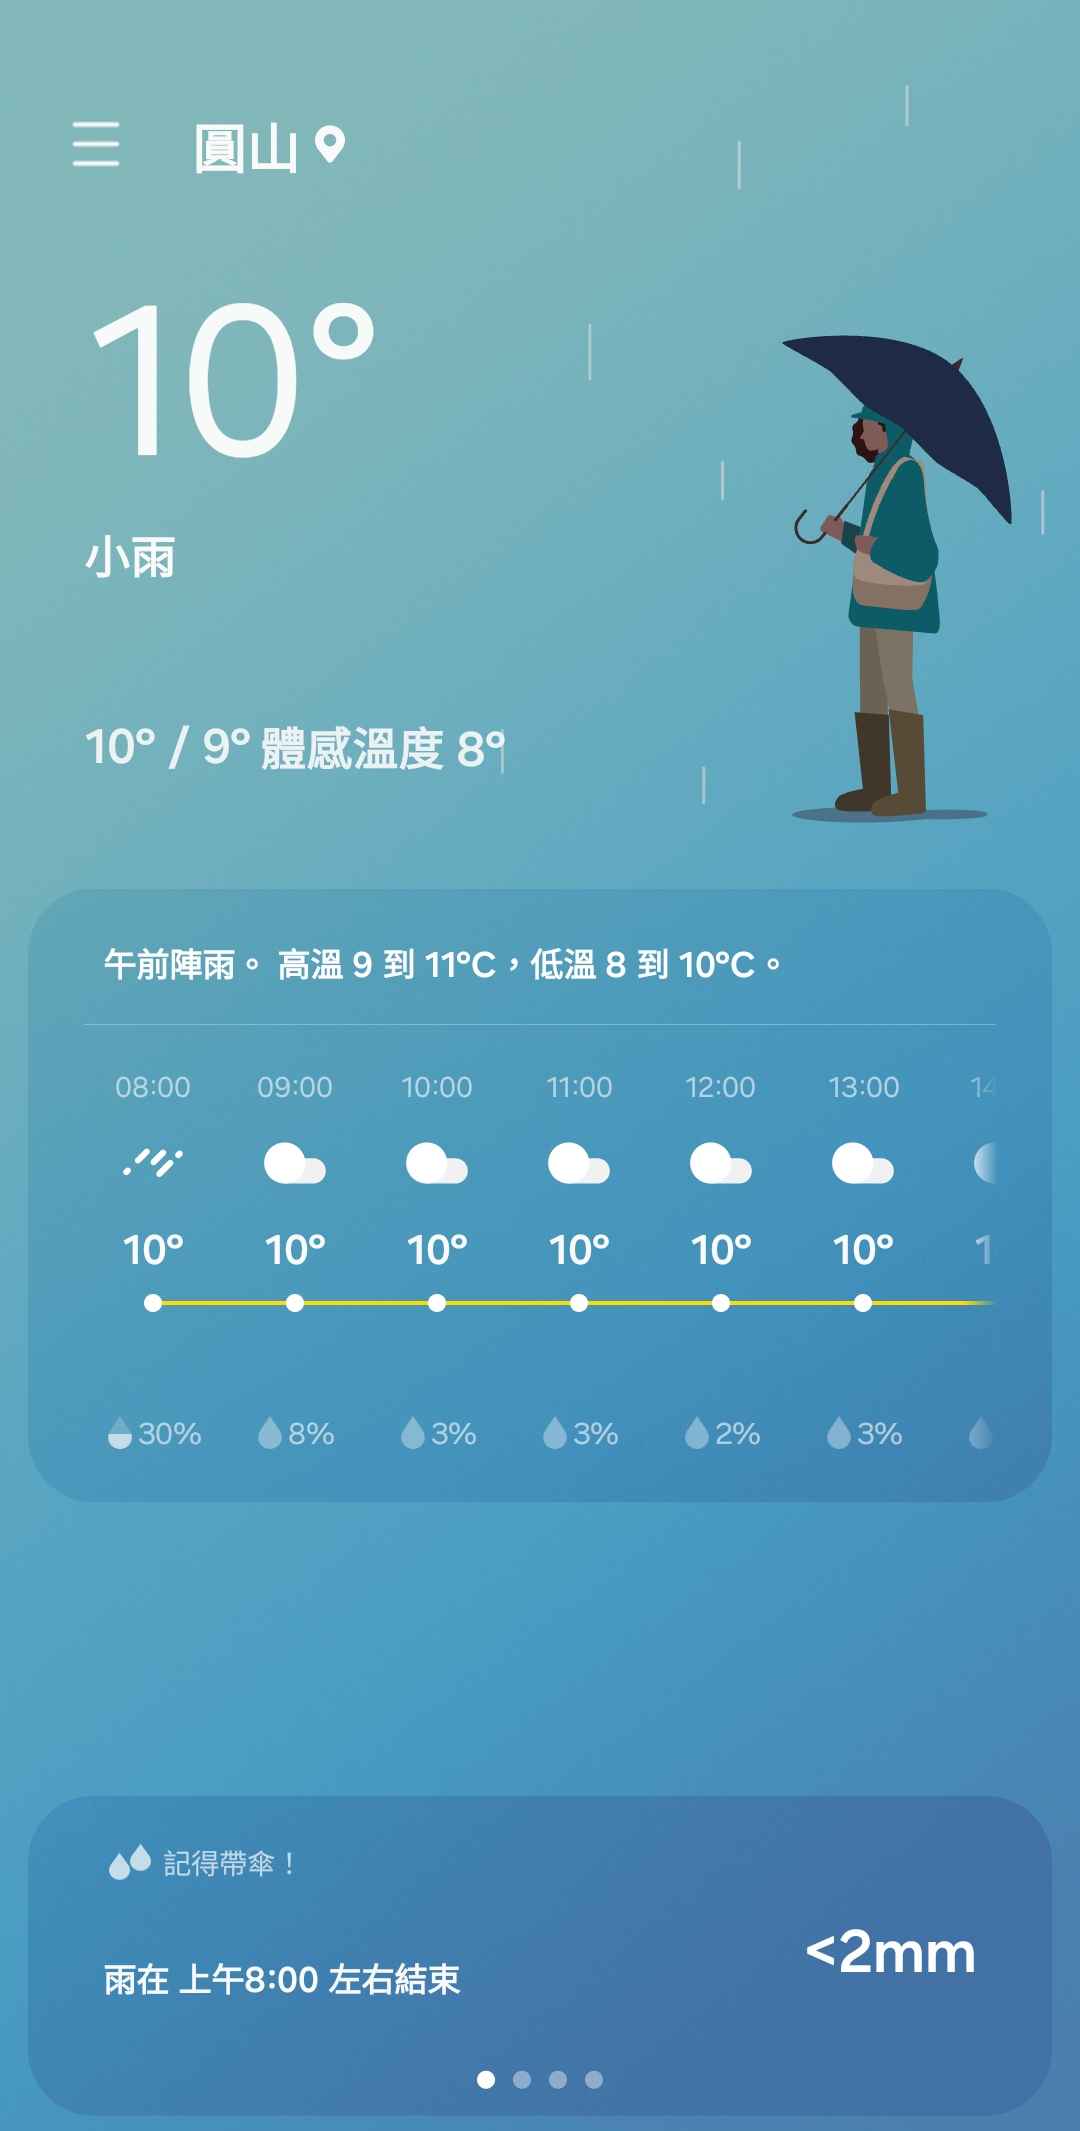 圓山
10°
小雨
10° / 9° 體感溫度 8°
午前陣雨。 高溫 9 到 11°C，低溫 8 到 10°C。
08:00 09:00 10:00 11:00 12:00 13:00 14
10° 10° 10° 10° 10° 10° 1
30% 8% 3% 3% 2% 3%
記得帶傘！
<2mm
雨在 上午8:00 左右結束